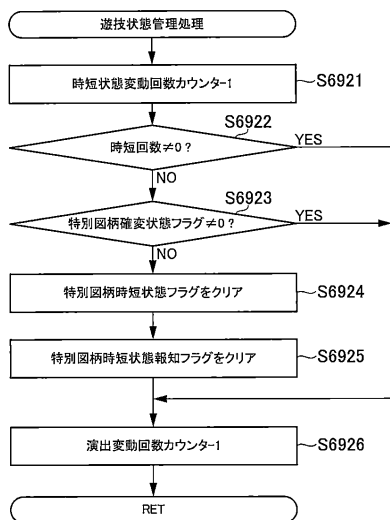 遊技状態管理処理
時短状態変動回数カウンター1
S6921
時短回数≠0？
S6922
YES
NO
特別図柄確変状態フラグ≠0？
S6923
YES
NO
特別図柄時短状態フラグをクリア
S6924
特別図柄時短状態報知フラグをクリア
S6925
演出変動回数カウンター1
S6926
RET